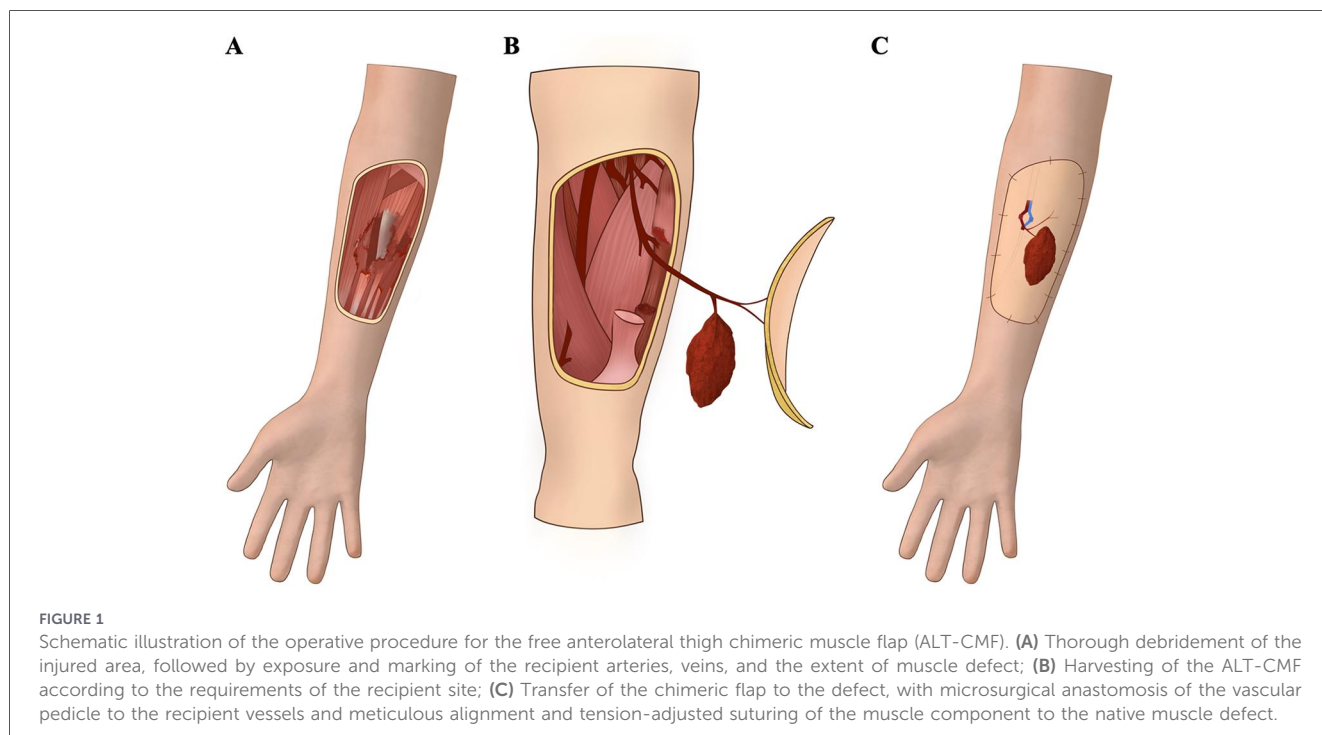 A
B
C
FIGURE 1
Schematic illustration of the operative procedure for the free anterolateral thigh chimeric muscle flap (ALT-CMF). (A) Thorough debridement of the
injured area, followed by exposure and marking of the recipient arteries, veins, and the extent of muscle defect; (B) Harvesting of the ALT-CMF
according to the requirements of the recipient site; (C) Transfer of the chimeric flap to the defect, with microsurgical anastomosis of the vascular
pedicle to the recipient vessels and meticulous alignment and tension-adjusted suturing of the muscle component to the native muscle defect.